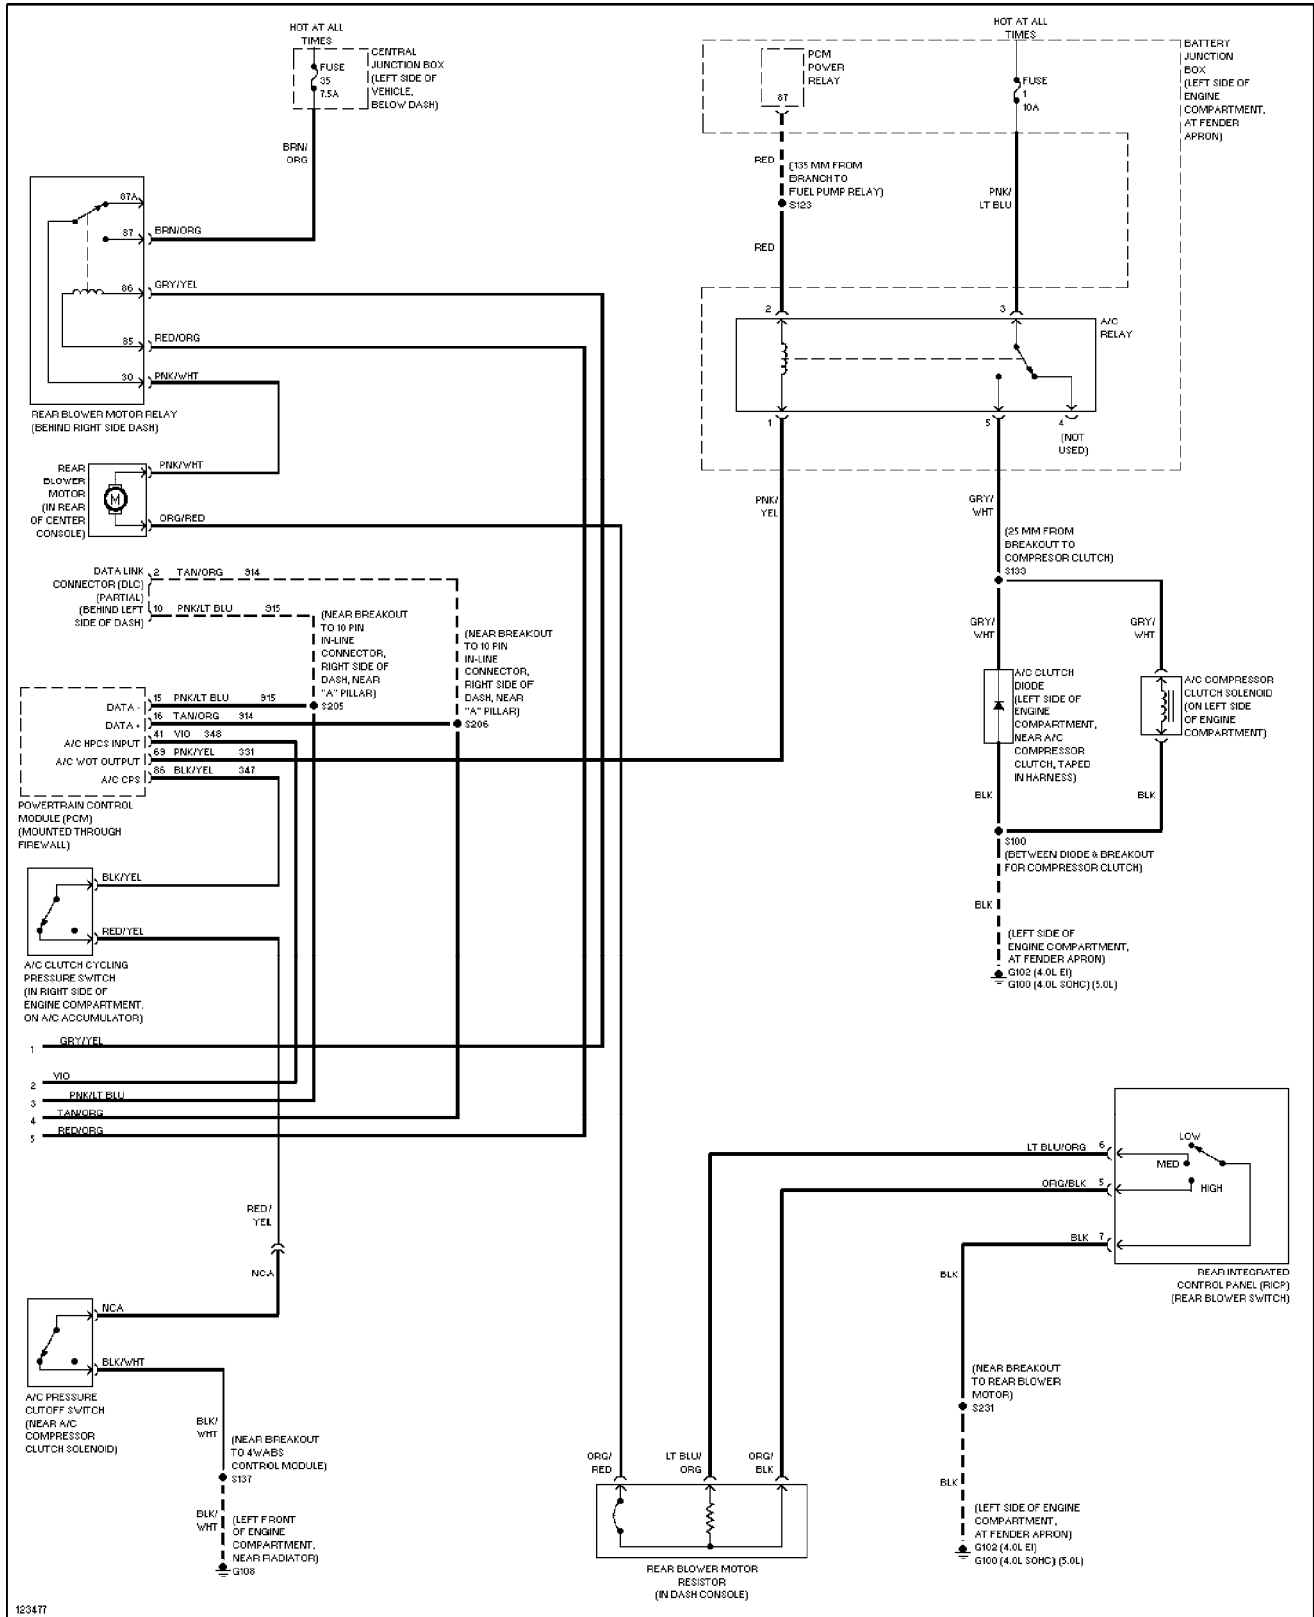 HOT AT ALL
TIMES
FUSE
35
7.5A
CENTRAL
JUNCTION BOX
(LEFT SIDE OF
VEHICLE,
BELOW DASH)
BRN/
ORG
87A
87
BRN/ORG
86
GRY/YEL
85
RED/ORG
30
PNK/WHT
REAR BLOWER MOTOR RELAY
(BEHIND RIGHT SIDE DASH)
REAR
BLOWER
MOTOR
(IN REAR
OF CENTER
CONSOLE)
M
PNK/WHT
ORG/RED
DATA LINK
CONNECTOR (DLC)
(PARTIAL)
(BEHIND LEFT
SIDE OF DASH)
2 TAN/ORG 914
10 PNK/LT BLU 915
(NEAR BREAKOUT
TO 10 PIN
IN-LINE
CONNECTOR,
RIGHT SIDE OF
DASH, NEAR
"A" PILLAR)
S205
(NEAR BREAKOUT
TO 10 PIN
IN-LINE
CONNECTOR,
RIGHT SIDE OF
DASH, NEAR
"A" PILLAR)
S206
DATA - 15 PNK/LT BLU 915
DATA + 16 TAN/ORG 914
A/C HPCS INPUT 41 VIO 348
A/C WOT OUTPUT 69 PNK/YEL 331
A/C CPS 86 BLK/YEL 347
POWERTRAIN CONTROL
MODULE (PCM)
(MOUNTED THROUGH
FIREWALL)
BLK/YEL
RED/YEL
A/C CLUTCH CYCLING
PRESSURE SWITCH
(IN RIGHT SIDE OF
ENGINE COMPARTMENT,
ON A/C ACCUMULATOR)
1 GRY/YEL
2 VIO
3 PNK/LT BLU
4 TAN/ORG
5 RED/ORG
RED/
YEL
NCA
NCA
BLK/WHT
A/C PRESSURE
CUTOFF SWITCH
(NEAR A/C
COMPRESSOR
CLUTCH SOLENOID)
BLK/
WHT
(NEAR BREAKOUT
TO 4WABS
CONTROL MODULE)
S137
BLK/
WHT
(LEFT FRONT
OF ENGINE
COMPARTMENT,
NEAR RADIATOR)
G108
HOT AT ALL
TIMES
PCM
POWER
RELAY
87
FUSE
1
10A
BATTERY
JUNCTION
BOX
(LEFT SIDE OF
ENGINE
COMPARTMENT,
AT FENDER
APRON)
RED
(135 MM FROM
BRANCH TO
FUEL PUMP RELAY)
S123
PNK/
LT BLU
RED
2
3
A/C
RELAY
1
5
4
(NOT
USED)
PNK/
YEL
GRY/
WHT
(25 MM FROM
BREAKOUT TO
COMPRESOR CLUTCH)
S133
GRY/
WHT
GRY/
WHT
A/C CLUTCH
DIODE
(LEFT SIDE OF
ENGINE
COMPARTMENT,
NEAR A/C
COMPRESSOR
CLUTCH, TAPED
IN HARNESS)
A/C COMPRESSOR
CLUTCH SOLENOID
(ON LEFT SIDE
OF ENGINE
COMPARTMENT)
BLK
BLK
S100
(BETWEEN DIODE & BREAKOUT
FOR COMPRESSOR CLUTCH)
BLK
(LEFT SIDE OF
ENGINE COMPARTMENT,
AT FENDER APRON)
G102 (4.0L EI)
G100 (4.0L SOHC) (5.0L)
LT BLU/ORG 6
ORG/BLK 5
BLK 7
LOW
MED
HIGH
REAR INTEGRATED
CONTROL PANEL (RICP)
(REAR BLOWER SWITCH)
BLK
(NEAR BREAKOUT
TO REAR BLOWER
MOTOR)
S231
BLK
(LEFT SIDE OF ENGINE
COMPARTMENT,
AT FENDER APRON)
G102 (4.0L EI)
G100 (4.0L SOHC) (5.0L)
ORG/
RED
LT BLU/
ORG
ORG/
BLK
REAR BLOWER MOTOR
RESISTOR
(IN DASH CONSOLE)
123477